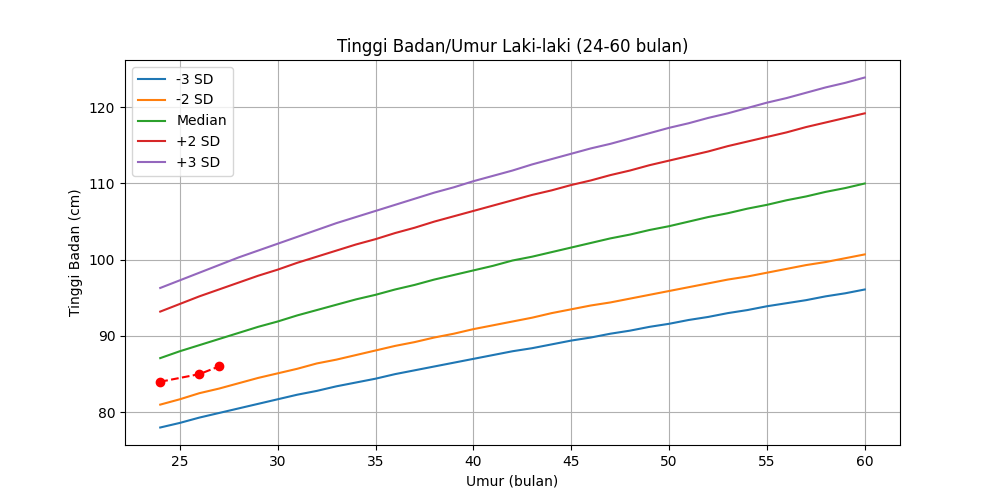 Tinggi Badan/Umur Laki-laki (24-60 bulan)
-3 SD
-2 SD
Median
+2 SD
+3 SD
Tinggi Badan (cm)
120
110
100
90
80
25 30 35 40 45 50 55 60
Umur (bulan)